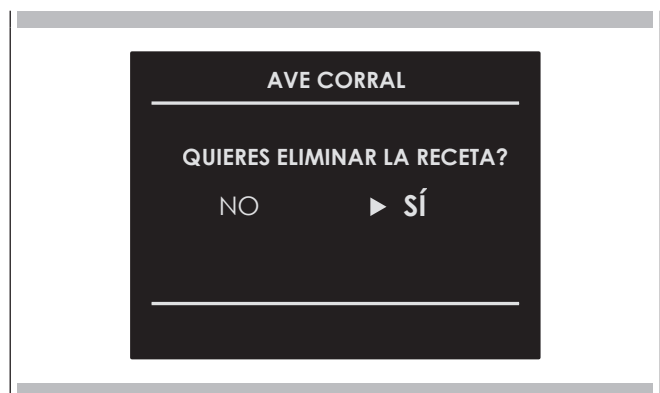 AVE CORRAL
QUIERES ELIMINAR LA RECETA?
NO ▶ SÍ